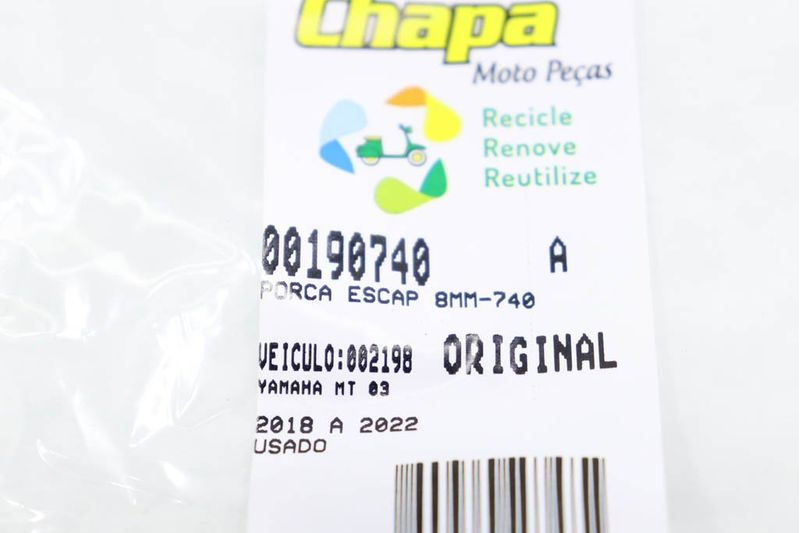 Chapa
Moto Peças
Recicle
Renove
Reutilize
00190740 A
PORCA ESCAP 8MM-740
VEICULO:002198 ORIGINAL
YAMAHA MT 03
2018 A 2022
USADO